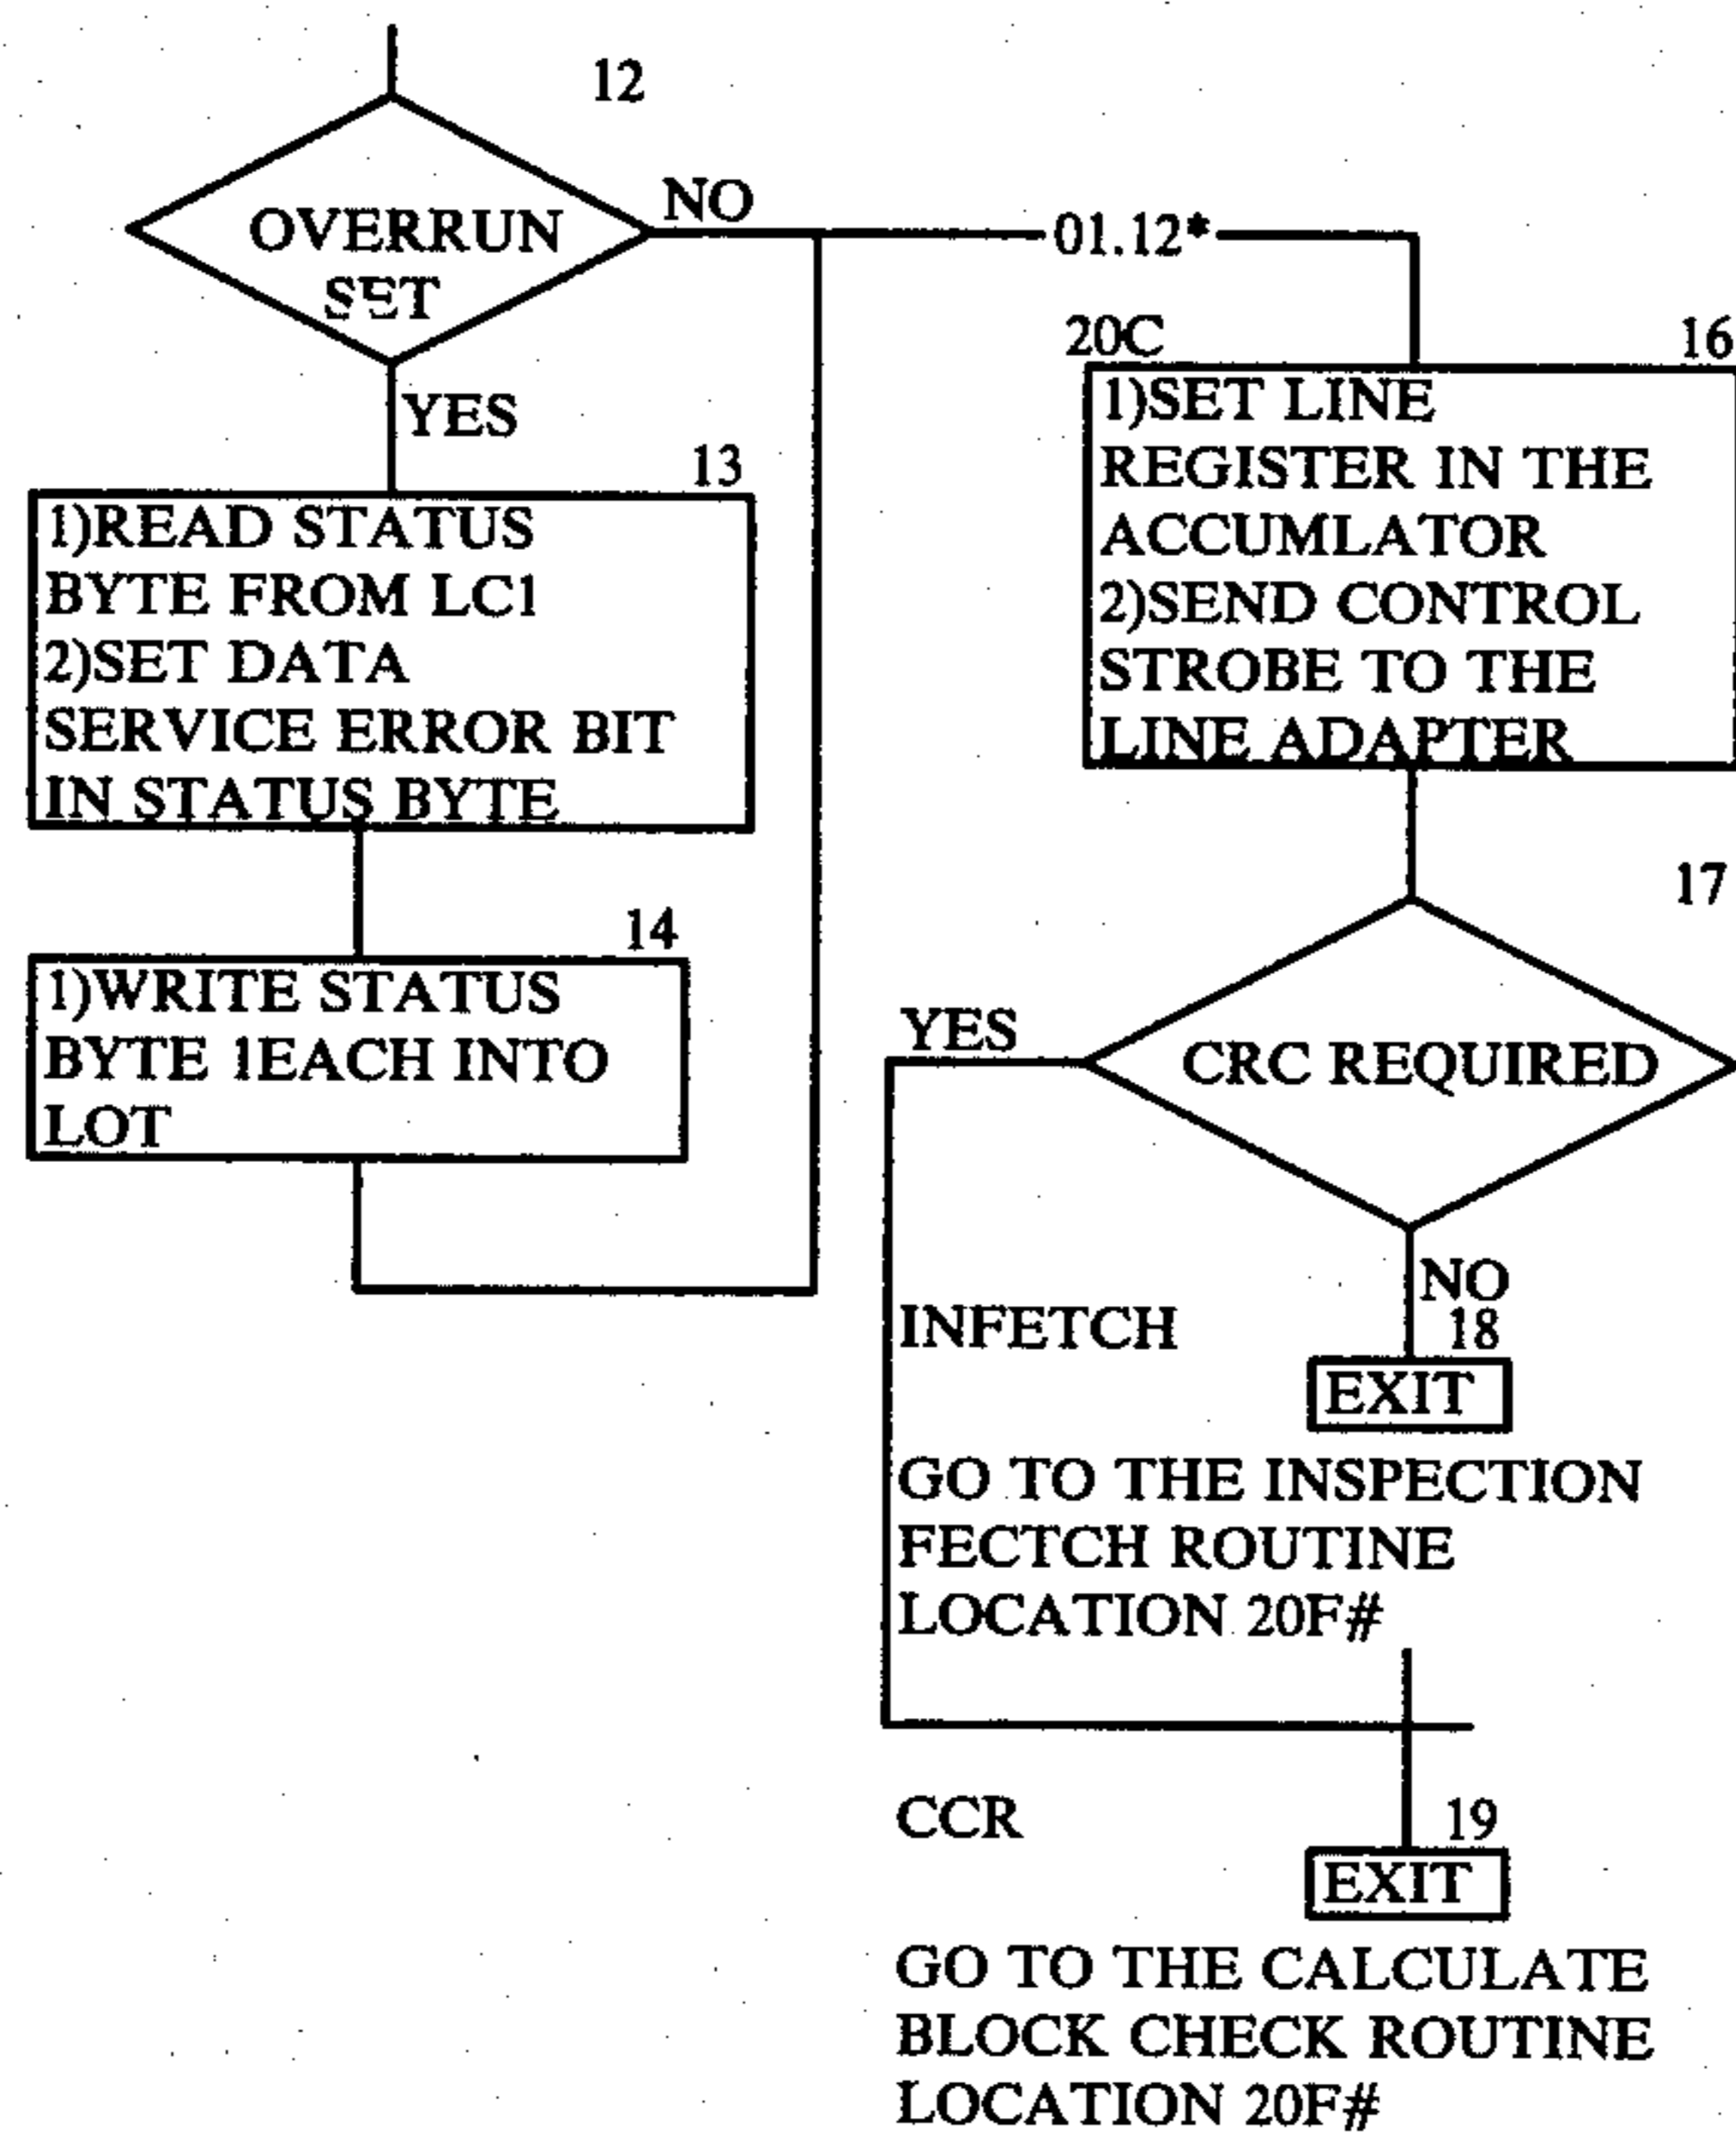 12
OVERRUN
SET
NO
YES
13
1)READ STATUS
BYTE FROM LC1
2)SET DATA
SERVICE ERROR BIT
IN STATUS BYTE
14
1)WRITE STATUS
BYTE 1EACH INTO
LOT
01.12*
20C
16
1)SET LINE
REGISTER IN THE
ACCUMLATOR
2)SEND CONTROL
STROBE TO THE
LINE ADAPTER
17
YES
CRC REQUIRED
NO
INFETCH
18
EXIT
GO TO THE INSPECTION
FECTCH ROUTINE
LOCATION 20F#
CCR
19
EXIT
GO TO THE CALCULATE
BLOCK CHECK ROUTINE
LOCATION 20F#